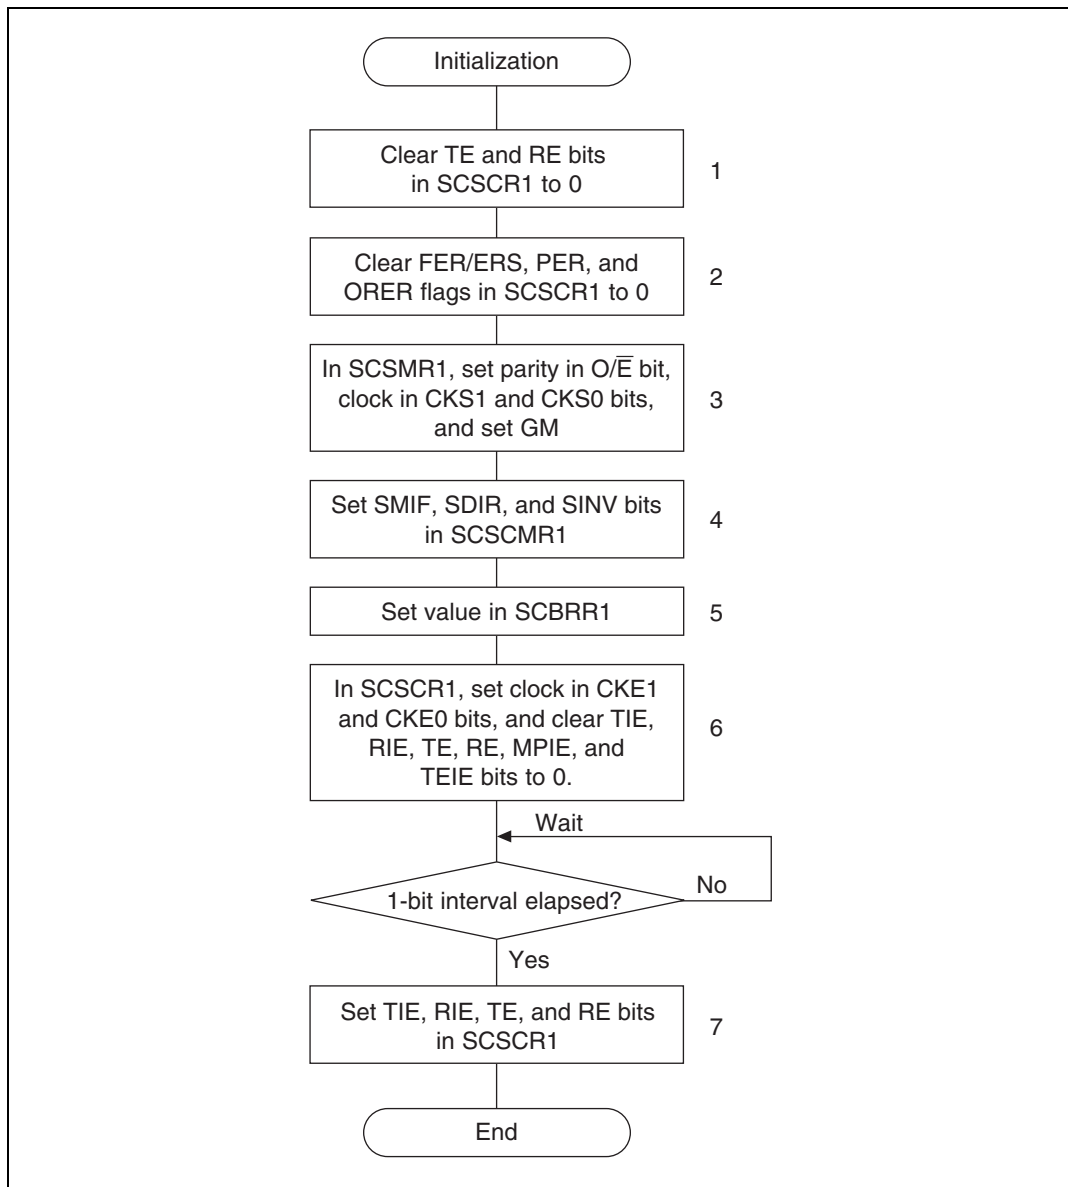 Initialization
Clear TE and RE bits
in SCSCR1 to 0
1
Clear FER/ERS, PER, and
ORER flags in SCSCR1 to 0
2
In SCSMR1, set parity in O/E̅ bit,
clock in CKS1 and CKS0 bits,
and set GM
3
Set SMIF, SDIR, and SINV bits
in SCSCMR1
4
Set value in SCBRR1
5
In SCSCR1, set clock in CKE1
and CKE0 bits, and clear TIE,
RIE, TE, RE, MPIE, and
TEIE bits to 0.
6
Wait
1-bit interval elapsed?
No
Yes
Set TIE, RIE, TE, and RE bits
in SCSCR1
7
End